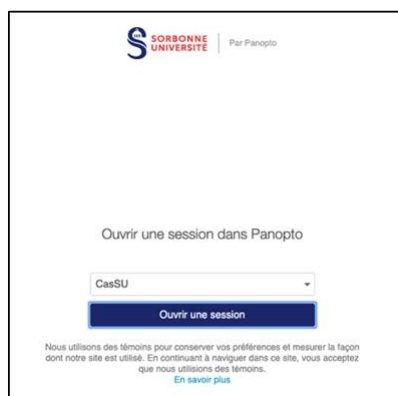 SORBONNE
UNIVERSITÉ
Par Panopto
Ouvrir une session dans Panopto
CasSU
Ouvrir une session
Nous utilisons des témoins pour conserver vos préférences et mesurer la façon
dont notre site est utilisé. En continuant à naviguer dans ce site, vous acceptez
que nous utilisions des témoins.
En savoir plus